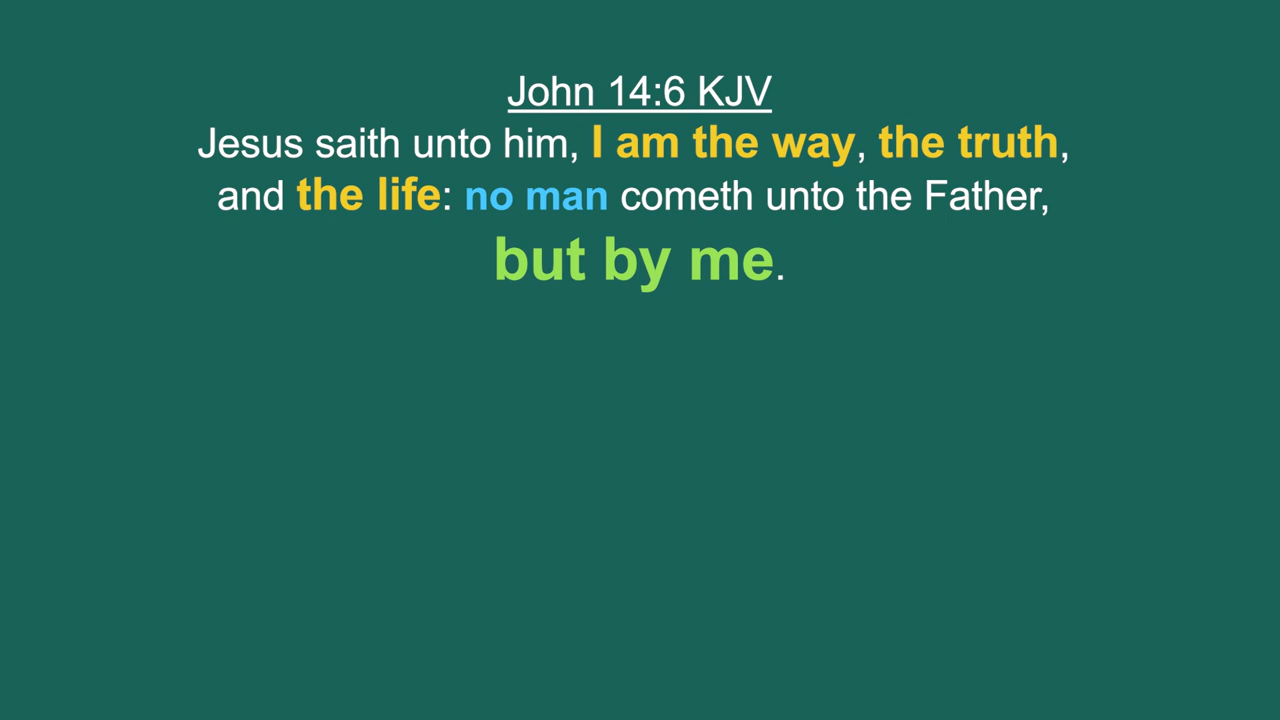 John 14:6 KJV
Jesus saith unto him, I am the way, the truth,
and the life: no man cometh unto the Father,
but by me.